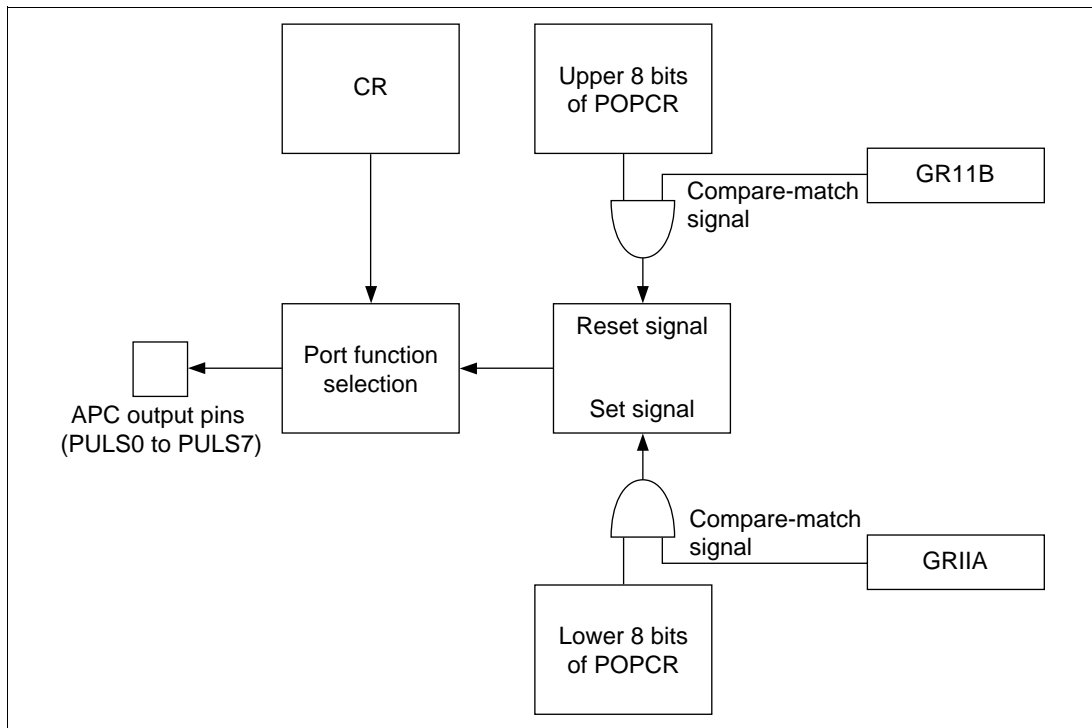 CR
Upper 8 bits
of POPCR
GR11B
Compare-match
signal
Reset signal
Port function
selection
Set signal
APC output pins
(PULS0 to PULS7)
Compare-match
signal
GRIIA
Lower 8 bits
of POPCR